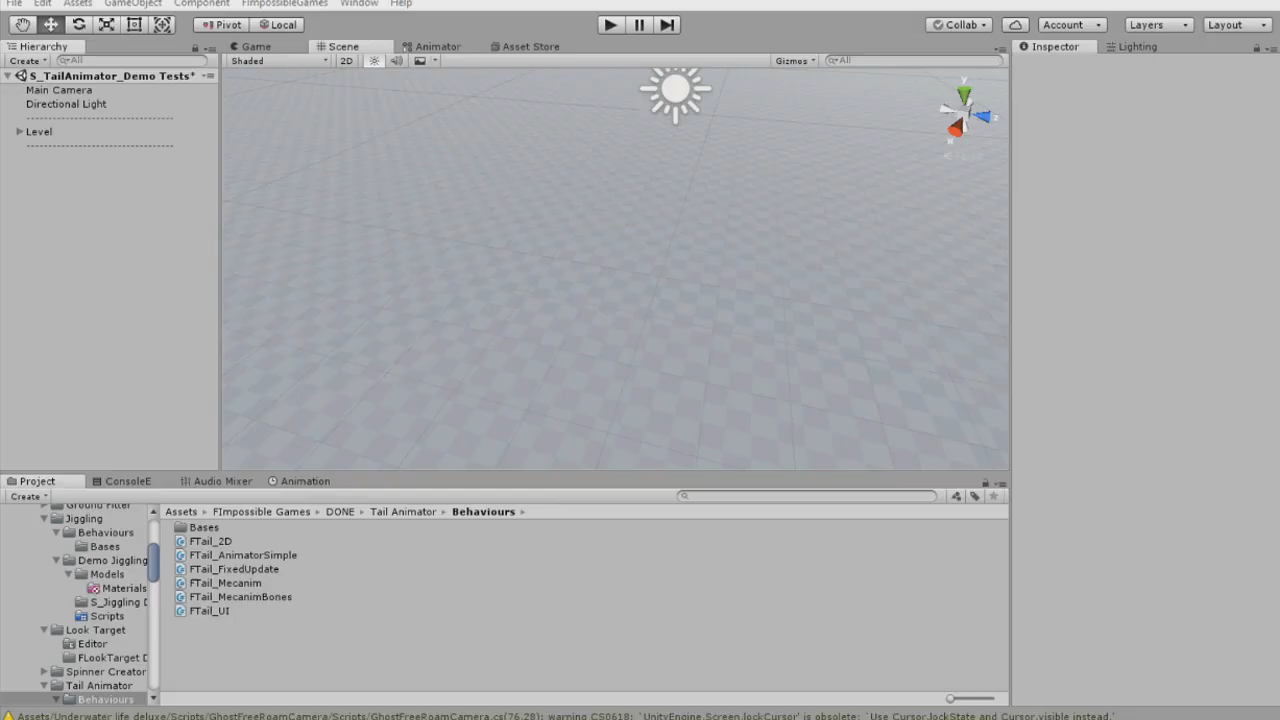 File Edit Assets GameObject Component FImpossibleGames Window Help
Pivot Local Collab Account Layers Layout
Hierarchy Game Scene Animator Asset Store Inspector Lighting
Create All Shaded 2D Gizmos All
S_TailAnimator_Demo Tests*
Main Camera
Directional Light
------------------------------
Level
------------------------------
y
z
x
Project ConsoleE Audio Mixer Animation
Create
Ground Fitter
Jiggling
Behaviours
Bases
Demo Jiggling
Models
Materials
S_Jiggling D
Scripts
Look Target
Editor
FLookTarget D
Spinner Creator
Tail Animator
Behaviours
Assets FImpossible Games DONE Tail Animator Behaviours
Bases
FTail_2D
FTail_AnimatorSimple
FTail_FixedUpdate
FTail_Mecanim
FTail_MecanimBones
FTail_UI
Assets/Underwater life deluxe/Scripts/GhostFreeRoamCamera/Scripts/GhostFreeRoamCamera.cs(76,28): warning CS0618: `UnityEngine.Screen.lockCursor' is obsolete: `Use Cursor.lockState and Cursor.visible instead.'